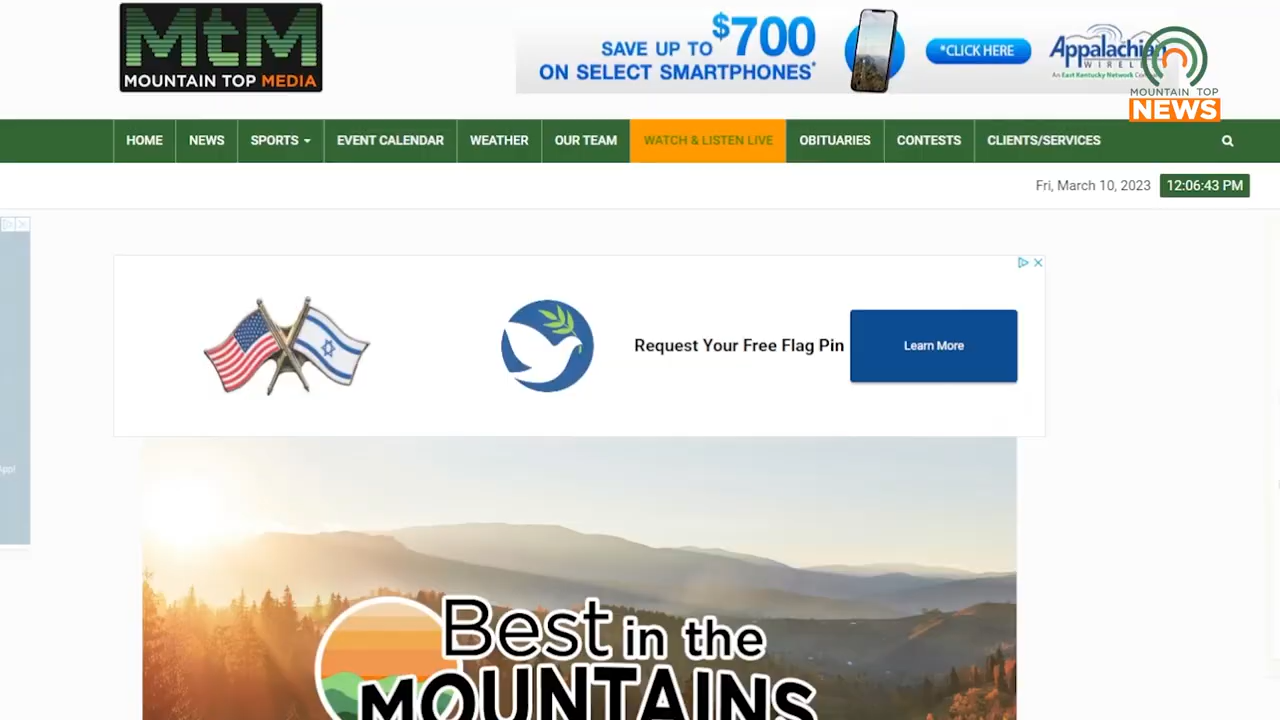 MtM
MOUNTAIN TOP MEDIA
SAVE UP TO $700
ON SELECT SMARTPHONES*
*CLICK HERE
Appalachian
WIRELESS
An East Kentucky Network
MOUNTAIN TOP
NEWS
HOME
NEWS
SPORTS
EVENT CALENDAR
WEATHER
OUR TEAM
WATCH & LISTEN LIVE
OBITUARIES
CONTESTS
CLIENTS/SERVICES
Fri, March 10, 2023
12:06:43 PM
App!
Request Your Free Flag Pin
Learn More
Best in the
MOUNTAINS